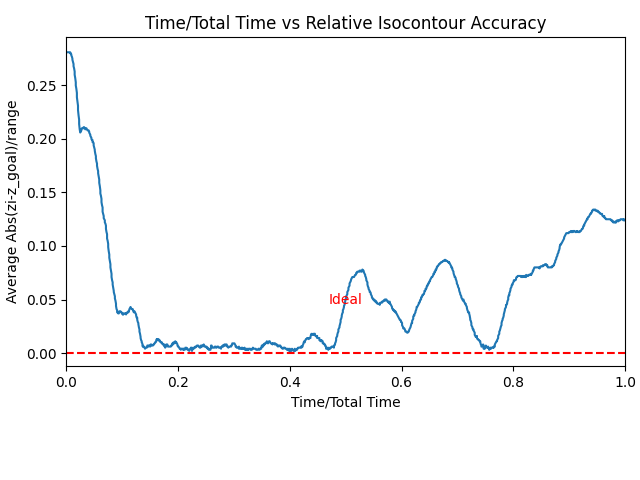 Time/Total Time vs Relative Isocontour Accuracy
Average Abs(zi-z_goal)/range
0.25
0.20
0.15
0.10
0.05
0.00
Ideal
0.0 0.2 0.4 0.6 0.8 1.0
Time/Total Time